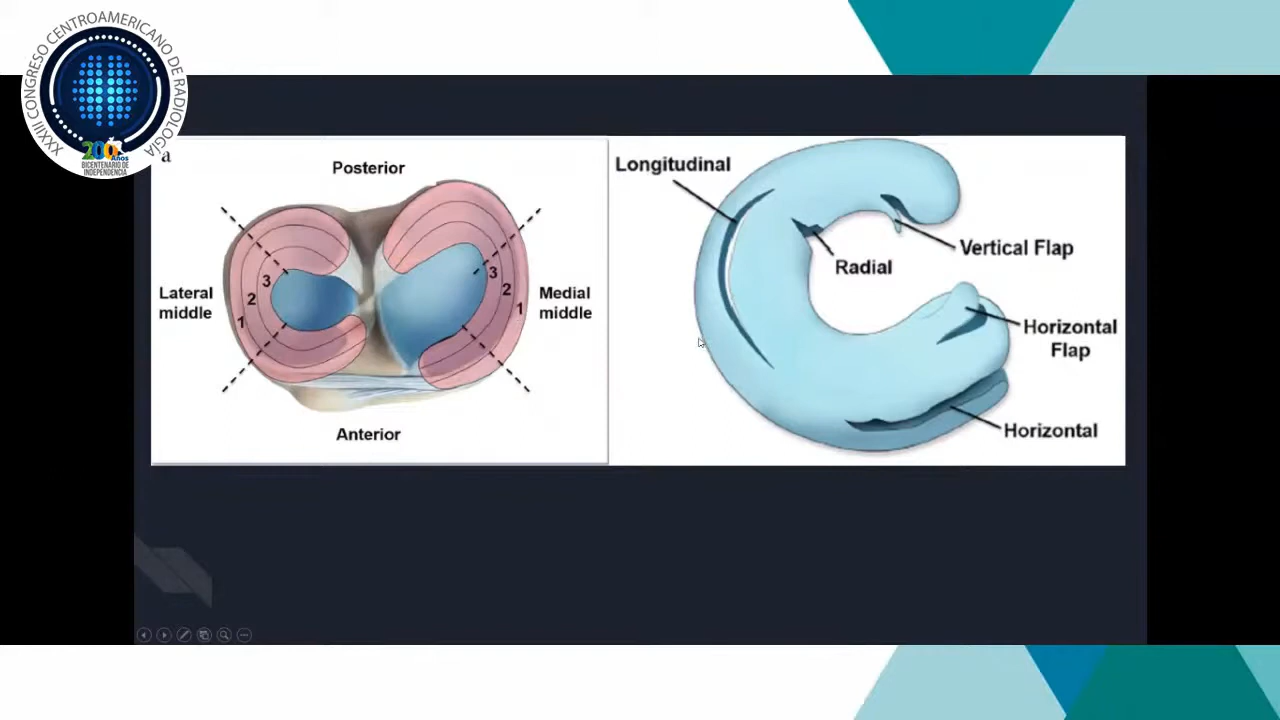 XXXIII CONGRESO CENTROAMERICANO DE RADIOLOGÍA
200 Años
BICENTENARIO DE
INDEPENDENCIA
a
Posterior
Lateral
middle
3
2
1
3
2
1
Medial
middle
Anterior
Longitudinal
Radial
Vertical Flap
Horizontal
Flap
Horizontal